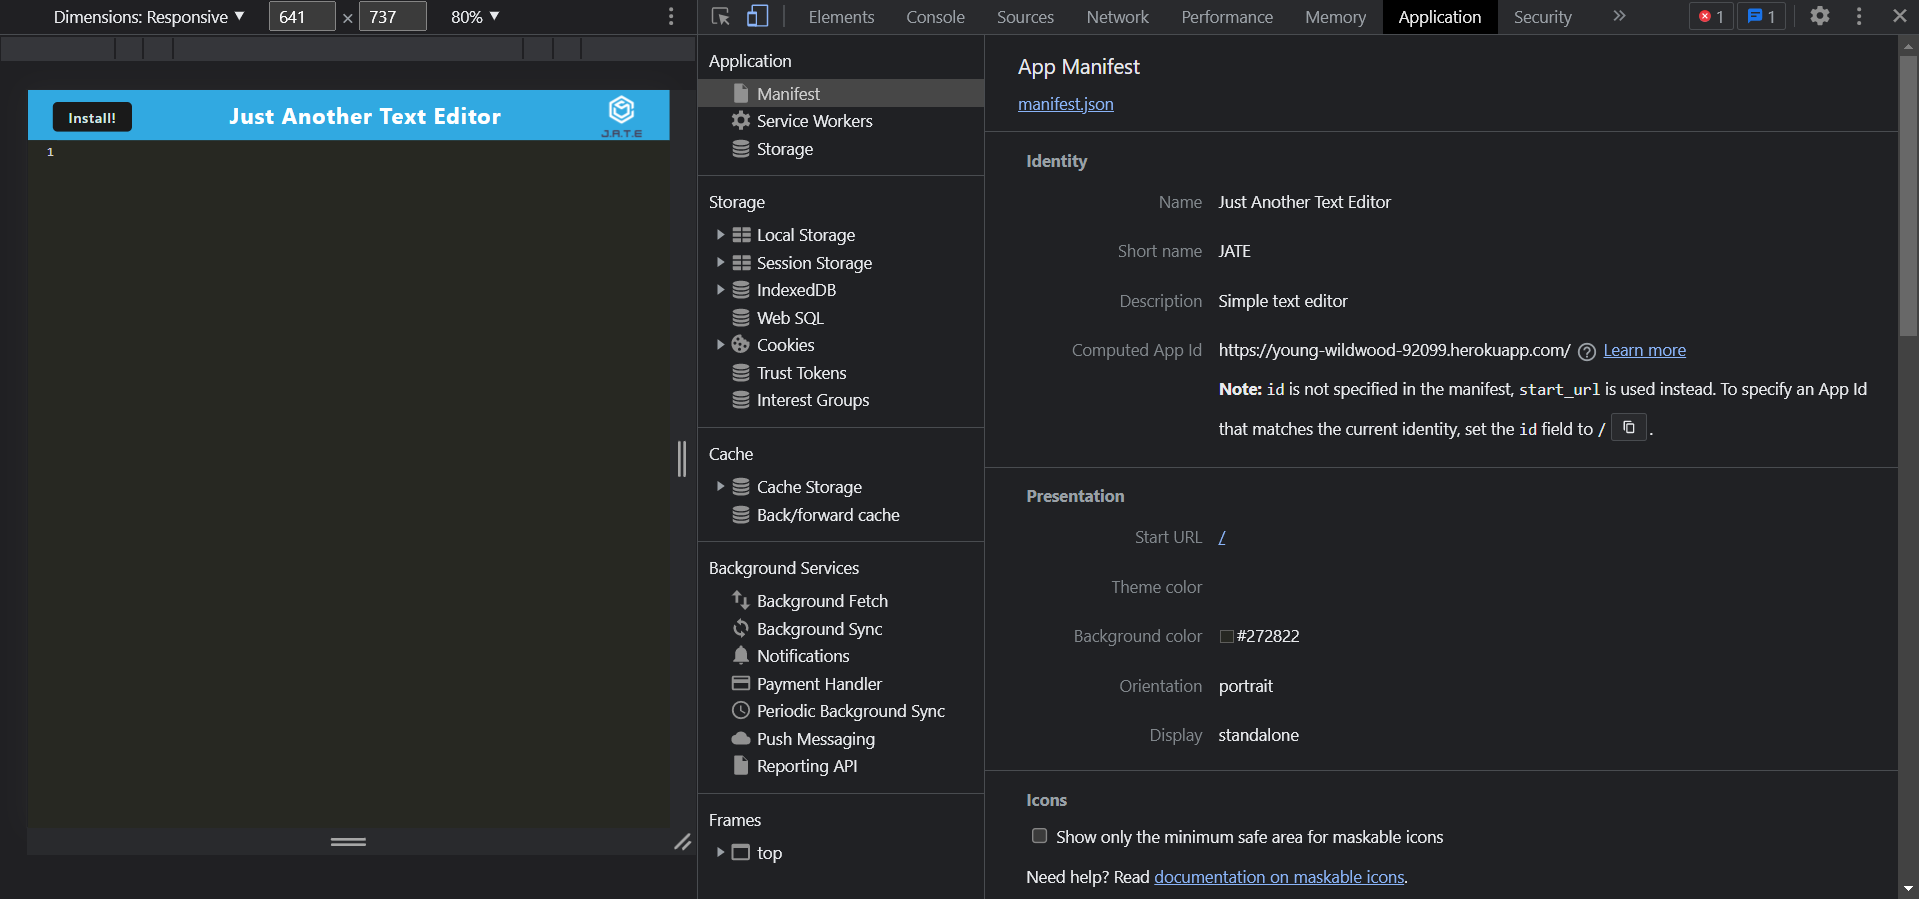 Dimensions: Responsive ▼ 641 × 737 80% ▼
Install! Just Another Text Editor J.A.T.E
1
Elements Console Sources Network Performance Memory Application Security » 1 1
Application
Manifest
Service Workers
Storage
Storage
Local Storage
Session Storage
IndexedDB
Web SQL
Cookies
Trust Tokens
Interest Groups
Cache
Cache Storage
Back/forward cache
Background Services
Background Fetch
Background Sync
Notifications
Payment Handler
Periodic Background Sync
Push Messaging
Reporting API
Frames
top
App Manifest
manifest.json
Identity
Name Just Another Text Editor
Short name JATE
Description Simple text editor
Computed App Id https://young-wildwood-92099.herokuapp.com/ ? Learn more
Note: id is not specified in the manifest, start_url is used instead. To specify an App Id
that matches the current identity, set the id field to / .
Presentation
Start URL /
Theme color
Background color #272822
Orientation portrait
Display standalone
Icons
Show only the minimum safe area for maskable icons
Need help? Read documentation on maskable icons.